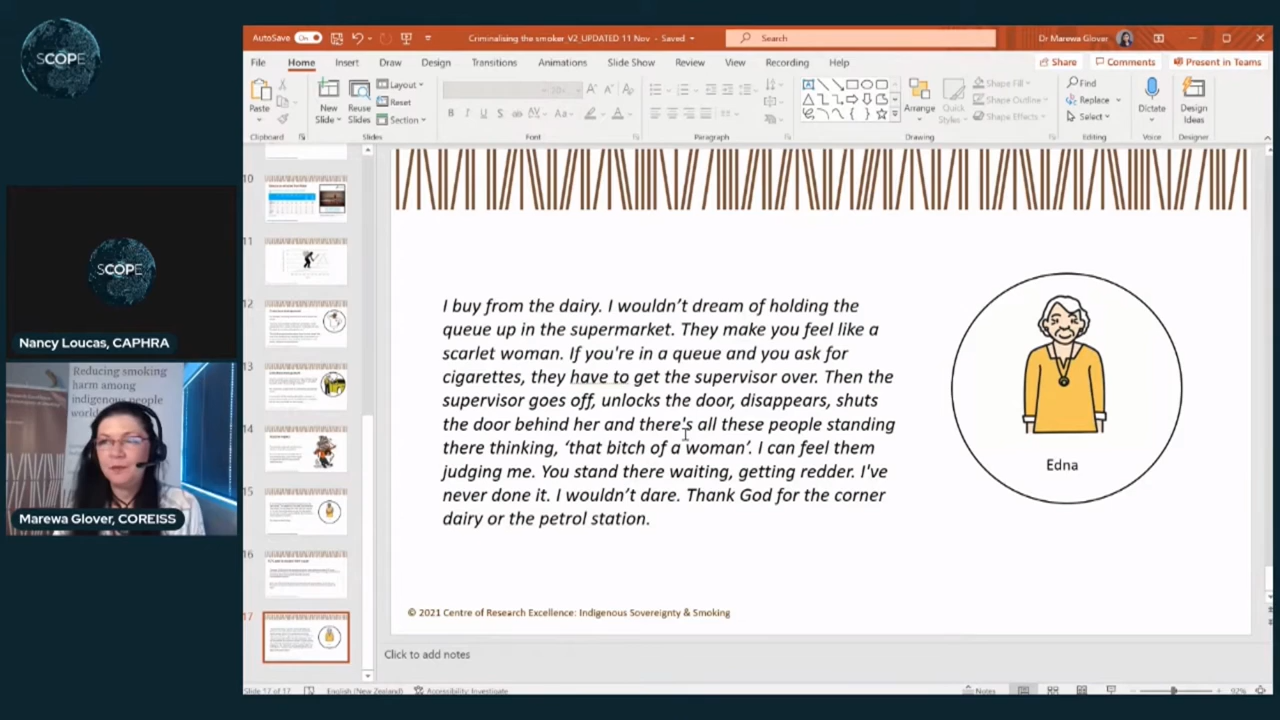 SCOPE
AutoSave On
Criminalising the smoker_V2_UPDATED 11 Nov - Saved
Search
Dr Marewa Glover
File Home Insert Draw Design Transitions Animations Slide Show Review View Recording Help
Share Comments Present in Teams
Paste
New Slide
Reuse Slides
Layout
Reset
Section
Arrange
Quick Styles
Shape Fill
Shape Outline
Shape Effects
Find
Replace
Select
Dictate
Design Ideas
Clipboard Slides Font Paragraph Drawing Editing Voice Designer
10
11
12
13
14
15
16
17
SCOPE
Nancy Loucas, CAPHRA
Reducing smoking
harm among
indigenous people
Marewa Glover, COREISS
I buy from the dairy. I wouldn't dream of holding the
queue up in the supermarket. They make you feel like a
scarlet woman. If you're in a queue and you ask for
cigarettes, they have to get the supervisor over. Then the
supervisor goes off, unlocks the door, disappears, shuts
the door behind her and there's all these people standing
there thinking, 'that bitch of a woman'. I can feel them
judging me. You stand there waiting, getting redder. I've
never done it. I wouldn't dare. Thank God for the corner
dairy or the petrol station.
Edna
© 2021 Centre of Research Excellence: Indigenous Sovereignty & Smoking
Click to add notes
Slide 17 of 17 English (New Zealand) Accessibility: Investigate Notes 92%